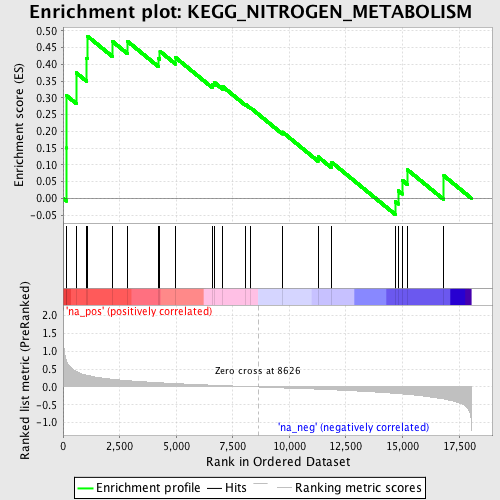 Enrichment plot: KEGG_NITROGEN_METABOLISM
Enrichment score (ES)
0.50
0.45
0.40
0.35
0.30
0.25
0.20
0.15
0.10
0.05
0.00
-0.05
'na_pos' (positively correlated)
Ranked list metric (PreRanked)
2.0
1.5
1.0
0.5
0.0
-0.5
-1.0
Zero cross at 8626
'na_neg' (negatively correlated)
0
2,500
5,000
7,500
10,000
12,500
15,000
17,500
Rank in Ordered Dataset
Enrichment profile
Hits
Ranking metric scores